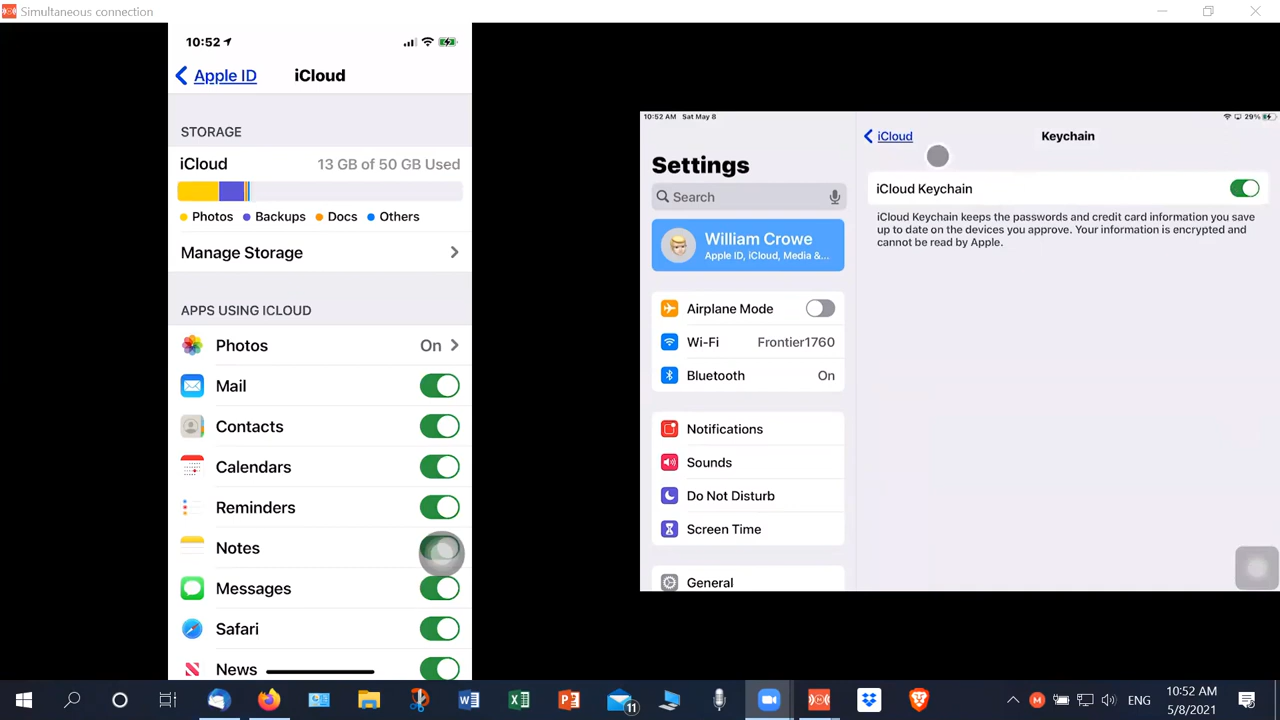 Simultaneous connection
10:52
Apple ID
iCloud
STORAGE
iCloud
13 GB of 50 GB Used
Photos
Backups
Docs
Others
Manage Storage
APPS USING ICLOUD
Photos
On
Mail
Contacts
Calendars
Reminders
Notes
Messages
Safari
News
10:52 AM Sat May 8
29%
Settings
Search
William Crowe
Apple ID, iCloud, Media &...
Airplane Mode
Wi-Fi
Frontier1760
Bluetooth
On
Notifications
Sounds
Do Not Disturb
Screen Time
General
iCloud
Keychain
iCloud Keychain
iCloud Keychain keeps the passwords and credit card information you save
up to date on the devices you approve. Your information is encrypted and
cannot be read by Apple.
11
ENG
10:52 AM
5/8/2021